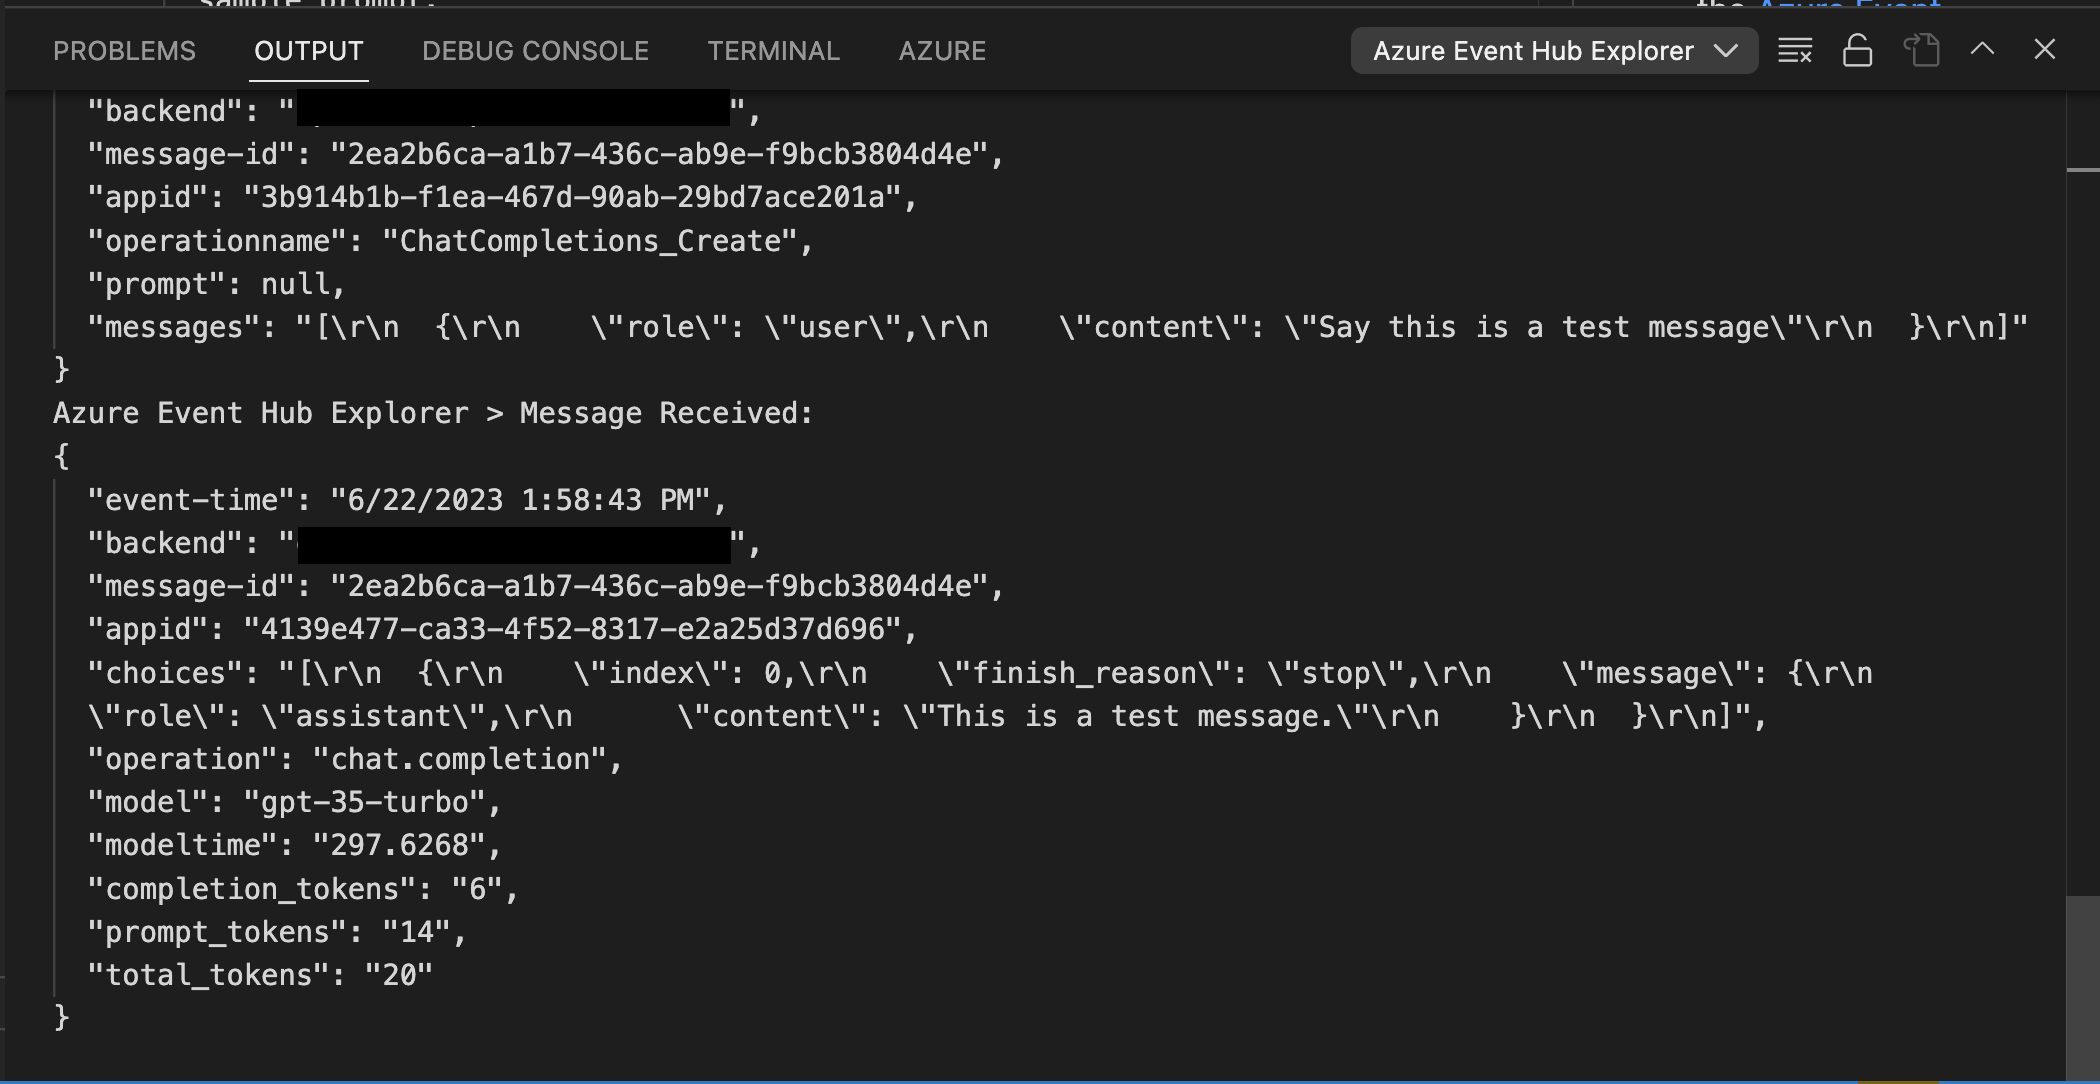 PROBLEMS OUTPUT DEBUG CONSOLE TERMINAL AZURE Azure Event Hub Explorer
"backend": "",
"message-id": "2ea2b6ca-a1b7-436c-ab9e-f9bcb3804d4e",
"appid": "3b914b1b-f1ea-467d-90ab-29bd7ace201a",
"operationname": "ChatCompletions_Create",
"prompt": null,
"messages": "[\r\n  {\r\n    \"role\": \"user\",\r\n    \"content\": \"Say this is a test message\"\r\n  }\r\n]"
}
Azure Event Hub Explorer > Message Received:
{
"event-time": "6/22/2023 1:58:43 PM",
"backend": "",
"message-id": "2ea2b6ca-a1b7-436c-ab9e-f9bcb3804d4e",
"appid": "4139e477-ca33-4f52-8317-e2a25d37d696",
"choices": "[\r\n  {\r\n    \"index\": 0,\r\n    \"finish_reason\": \"stop\",\r\n    \"message\": {\r\n
\"role\": \"assistant\",\r\n      \"content\": \"This is a test message.\"\r\n    }\r\n  }\r\n]",
"operation": "chat.completion",
"model": "gpt-35-turbo",
"modeltime": "297.6268",
"completion_tokens": "6",
"prompt_tokens": "14",
"total_tokens": "20"
}